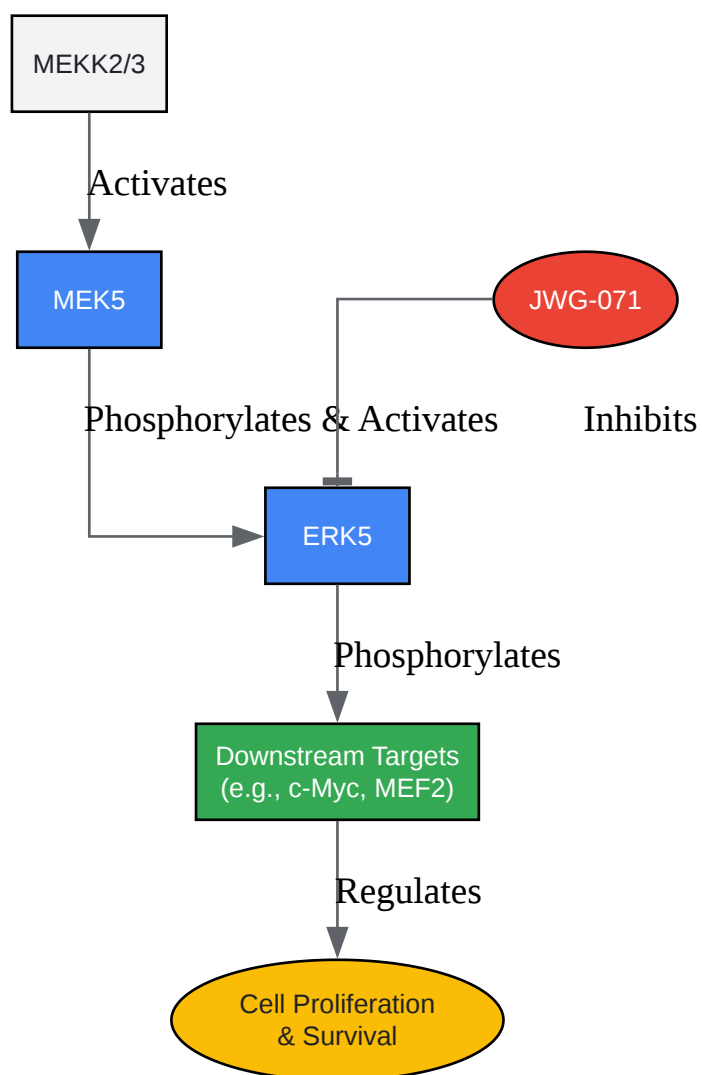 MEKK2/3
Activates
MEK5
JWG-071
Phosphorylates & Activates
Inhibits
ERK5
Phosphorylates
Downstream Targets
(e.g., c-Myc, MEF2)
Regulates
Cell Proliferation
& Survival